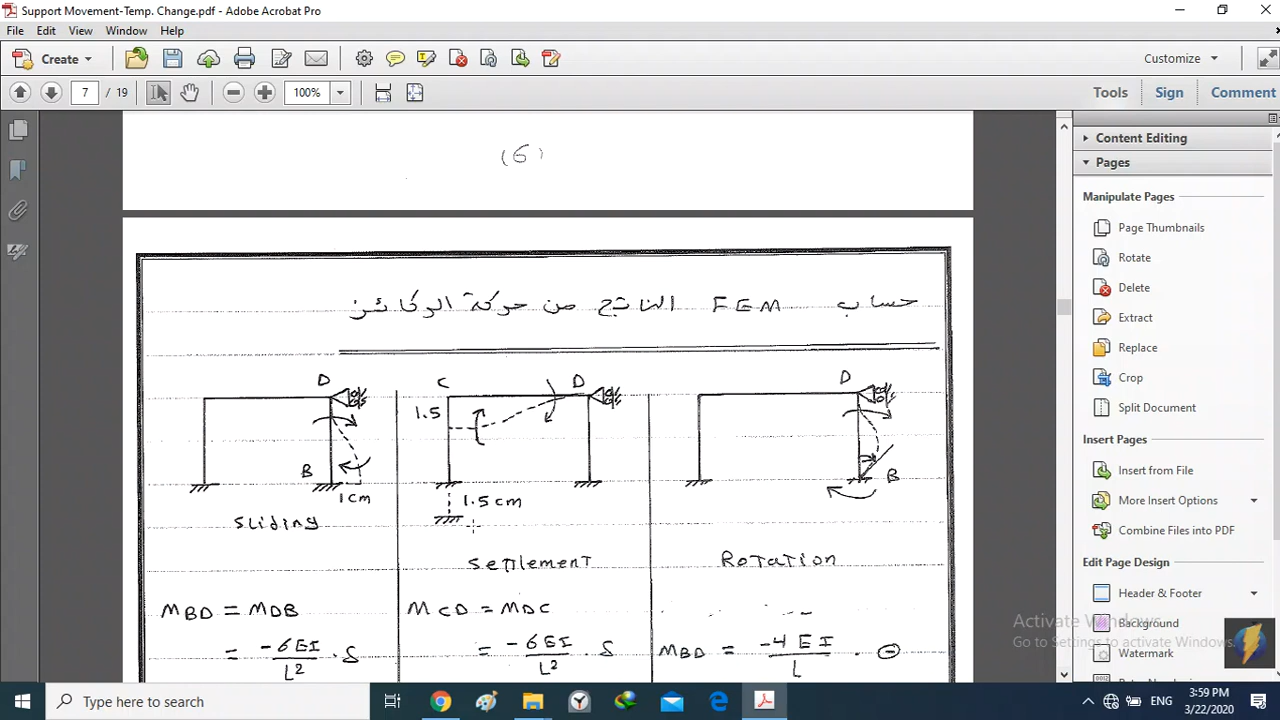 Support Movement-Temp. Change.pdf - Adobe Acrobat Pro
File Edit View Window Help
Create
Customize
7 / 19
100%
Tools Sign Comment
(6)
حساب FEM الناتج من حركة الركائز
D
B
1cm
Sliding
C D
1.5
1.5 cm
Settlement
D
B
Rotation
MBD = MDB
= -6EI/L² . δ
MCD = MDC
= -6EI/L² . δ
MBD = -4EI/L . θ
Content Editing
Pages
Manipulate Pages
Page Thumbnails
Rotate
Delete
Extract
Replace
Crop
Split Document
Insert Pages
Insert from File
More Insert Options
Combine Files into PDF
Edit Page Design
Header & Footer
Background
Watermark
Activate Windows
Go to Settings to activate Windows.
Type here to search
ENG
3:59 PM
3/22/2020